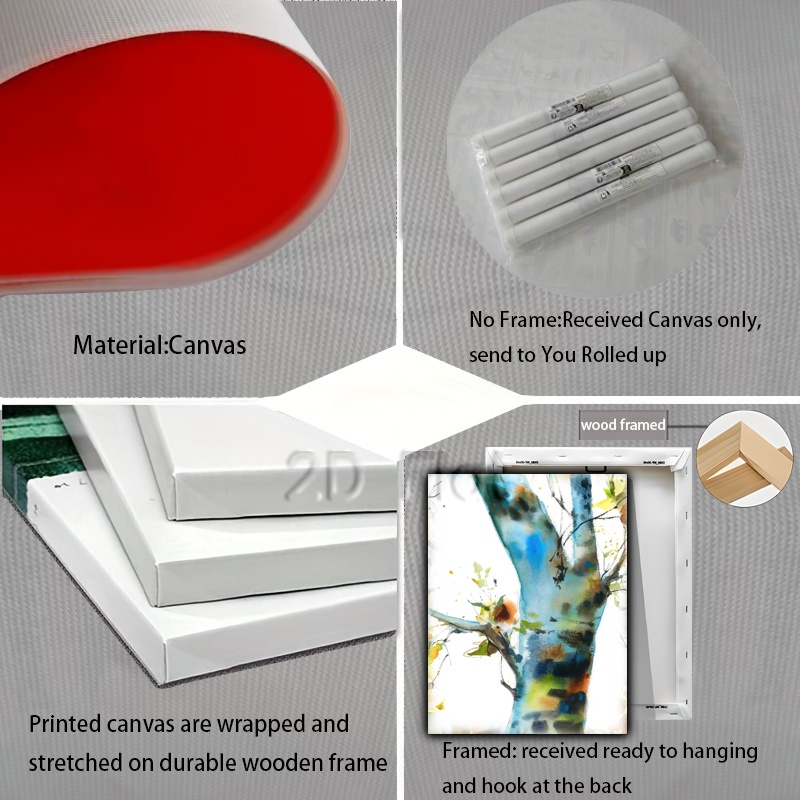 Material:Canvas
No Frame:Received Canvas only,
send to You Rolled up
2D
wood framed
Printed canvas are wrapped and
stretched on durable wooden frame
Framed: received ready to hanging
and hook at the back